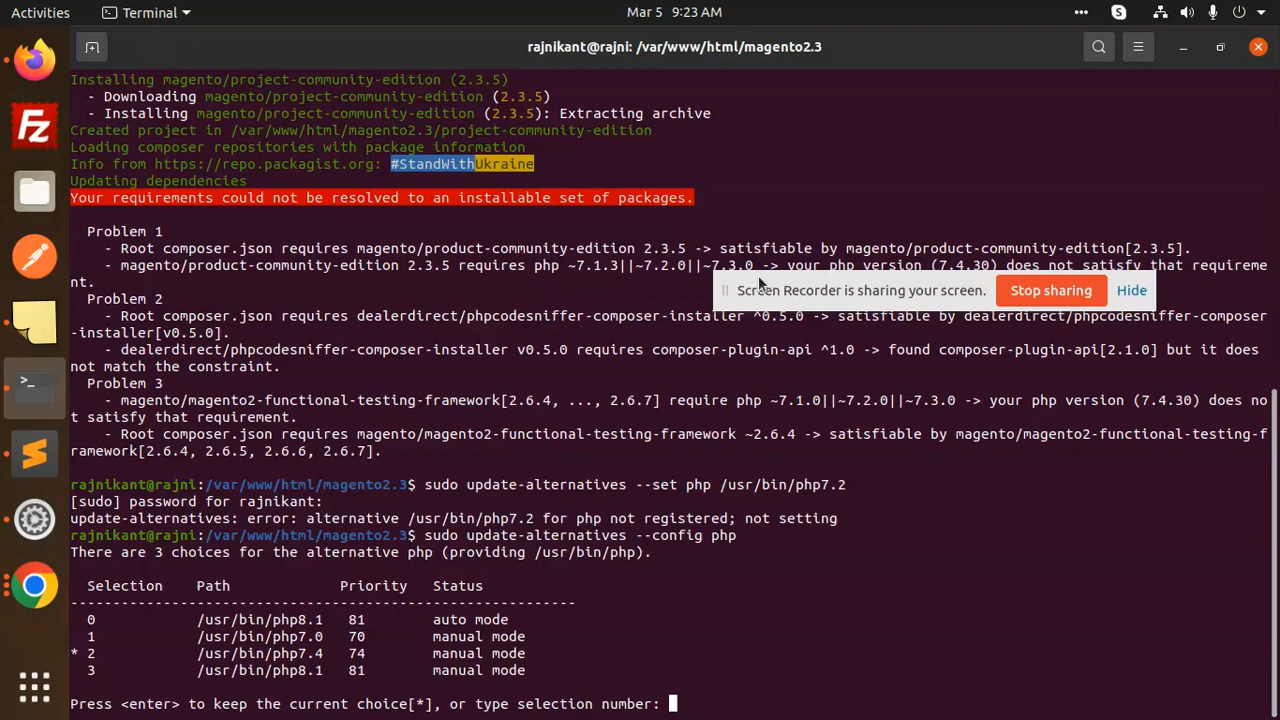 Activities Terminal Mar 5 9:23 AM
rajnikant@rajni: /var/www/html/magento2.3
Installing magento/project-community-edition (2.3.5)
- Downloading magento/project-community-edition (2.3.5)
- Installing magento/project-community-edition (2.3.5): Extracting archive
Created project in /var/www/html/magento2.3/project-community-edition
Loading composer repositories with package information
Info from https://repo.packagist.org: #StandWithUkraine
Updating dependencies
Your requirements could not be resolved to an installable set of packages.
Problem 1
- Root composer.json requires magento/product-community-edition 2.3.5 -> satisfiable by magento/product-community-edition[2.3.5].
- magento/product-community-edition 2.3.5 requires php ~7.1.3||~7.2.0||~7.3.0 -> your php version (7.4.30) does not satisfy that requireme
nt.
Screen Recorder is sharing your screen. Stop sharing Hide
Problem 2
- Root composer.json requires dealerdirect/phpcodesniffer-composer-installer ^0.5.0 -> satisfiable by dealerdirect/phpcodesniffer-composer
-installer[v0.5.0].
- dealerdirect/phpcodesniffer-composer-installer v0.5.0 requires composer-plugin-api ^1.0 -> found composer-plugin-api[2.1.0] but it does
not match the constraint.
Problem 3
- magento/magento2-functional-testing-framework[2.6.4, ..., 2.6.7] require php ~7.1.0||~7.2.0||~7.3.0 -> your php version (7.4.30) does no
t satisfy that requirement.
- Root composer.json requires magento/magento2-functional-testing-framework ~2.6.4 -> satisfiable by magento/magento2-functional-testing-f
ramework[2.6.4, 2.6.5, 2.6.6, 2.6.7].
rajnikant@rajni:/var/www/html/magento2.3$ sudo update-alternatives --set php /usr/bin/php7.2
[sudo] password for rajnikant:
update-alternatives: error: alternative /usr/bin/php7.2 for php not registered; not setting
rajnikant@rajni:/var/www/html/magento2.3$ sudo update-alternatives --config php
There are 3 choices for the alternative php (providing /usr/bin/php).
Selection Path Priority Status
------------------------------------------------------------
0 /usr/bin/php8.1 81 auto mode
1 /usr/bin/php7.0 70 manual mode
* 2 /usr/bin/php7.4 74 manual mode
3 /usr/bin/php8.1 81 manual mode
Press <enter> to keep the current choice[*], or type selection number: